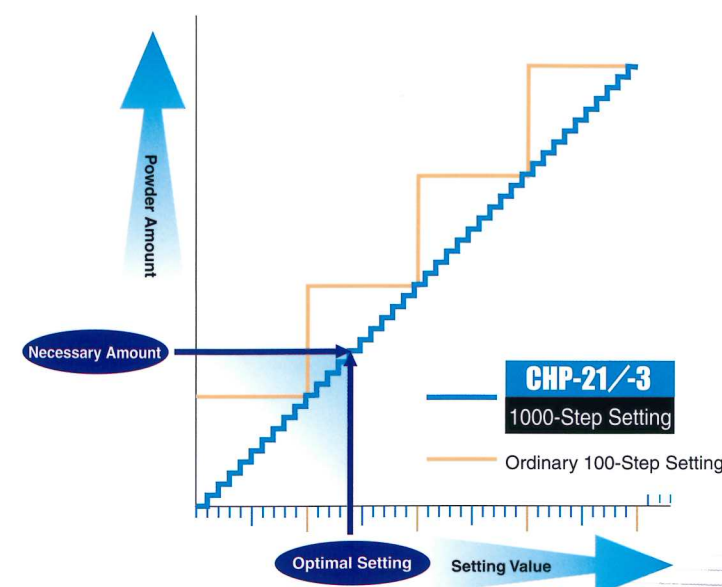 Powder Amount
Necessary Amount
CHP-21/-3
1000-Step Setting
Ordinary 100-Step Setting
Optimal Setting
Setting Value